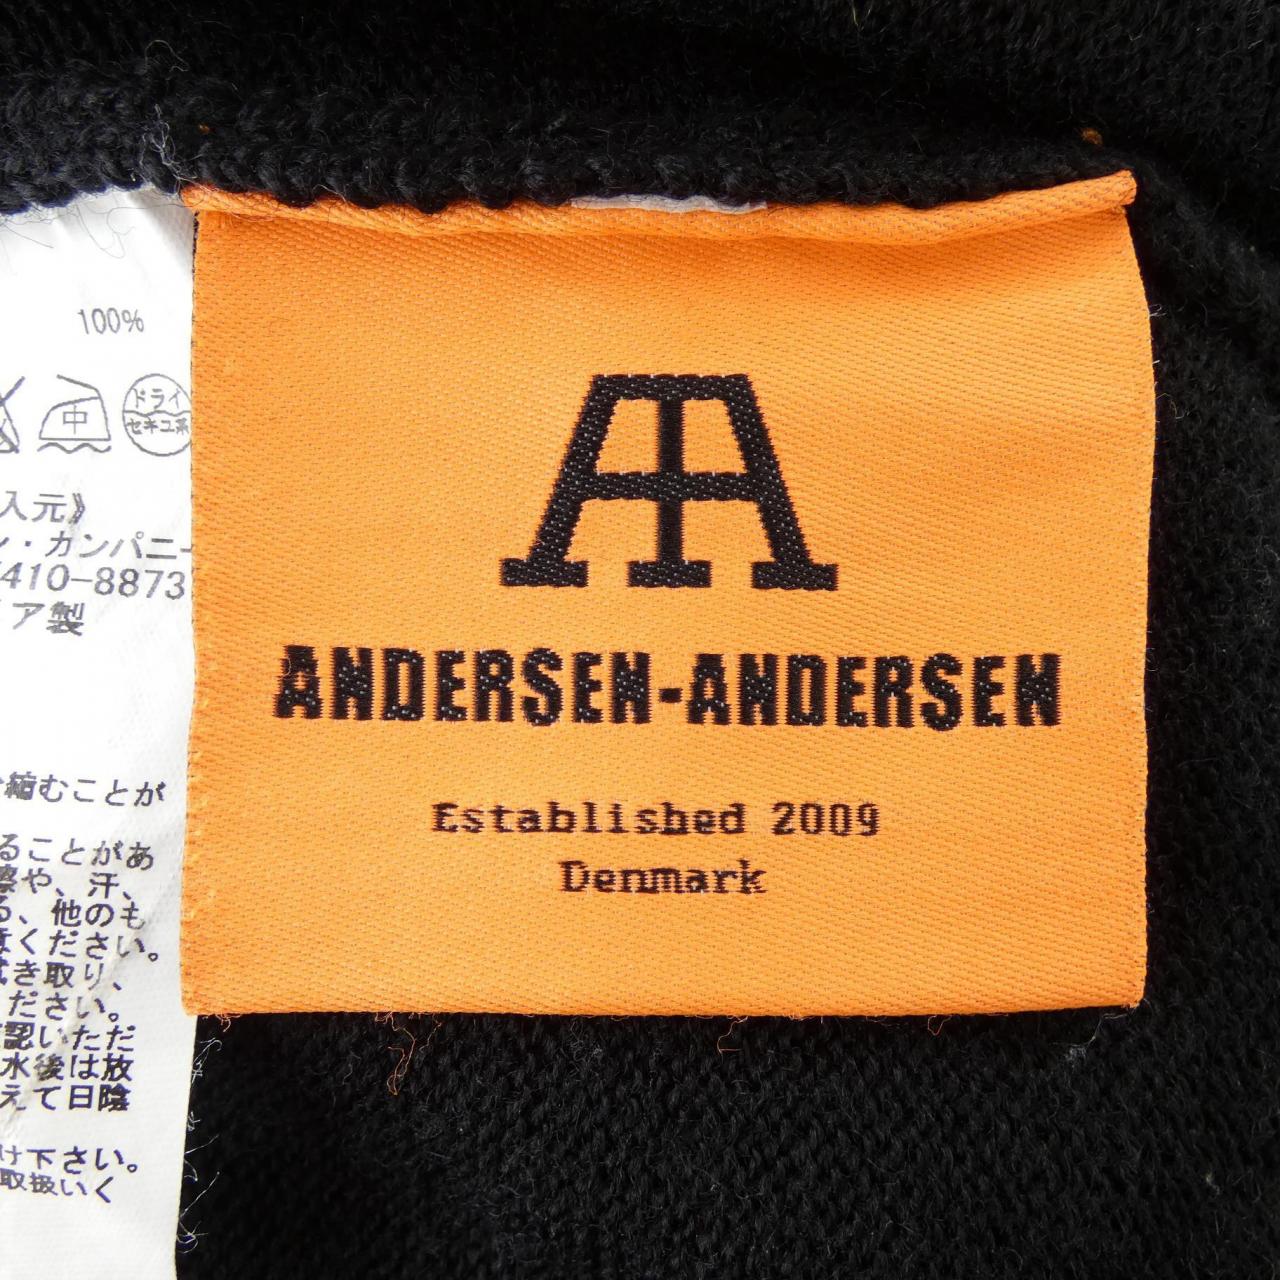 100%
中
ドライ
セキユ系
入元》
ン・カンパニー
410-8873
ア製
縮むことが
ることがあ
擦や、汗、
る、他のも
ください。
き取り、
ださい。
認いただ
水後は放
えて日陰
け下さい。
取扱いく
ANDERSEN-ANDERSEN
Established 2009
Denmark